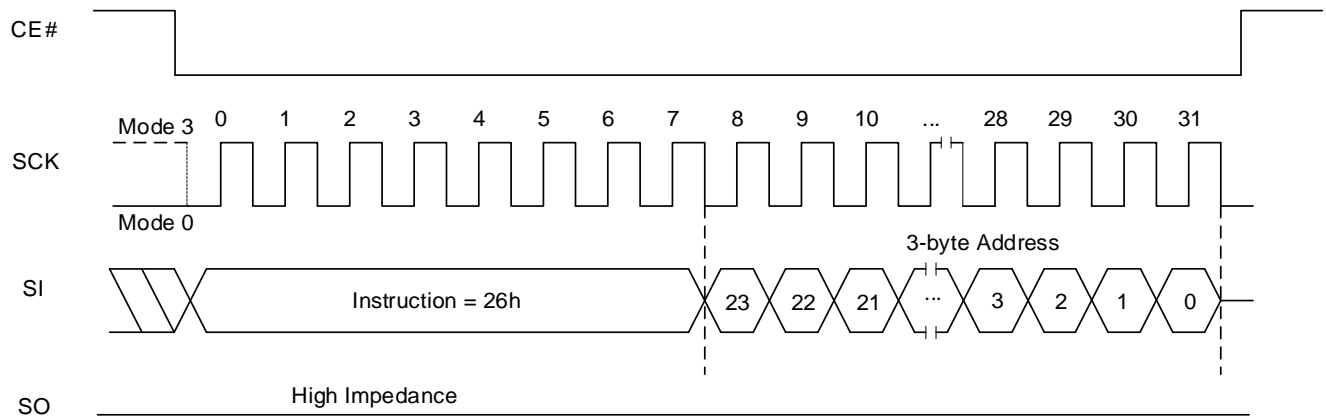 CE#
0 1 2 3 4 5 6 7 8 9 10 ... 28 29 30 31
Mode 3
SCK
Mode 0
3-byte Address
SI
Instruction = 26h
23 22 21 ... 3 2 1 0
High Impedance
SO